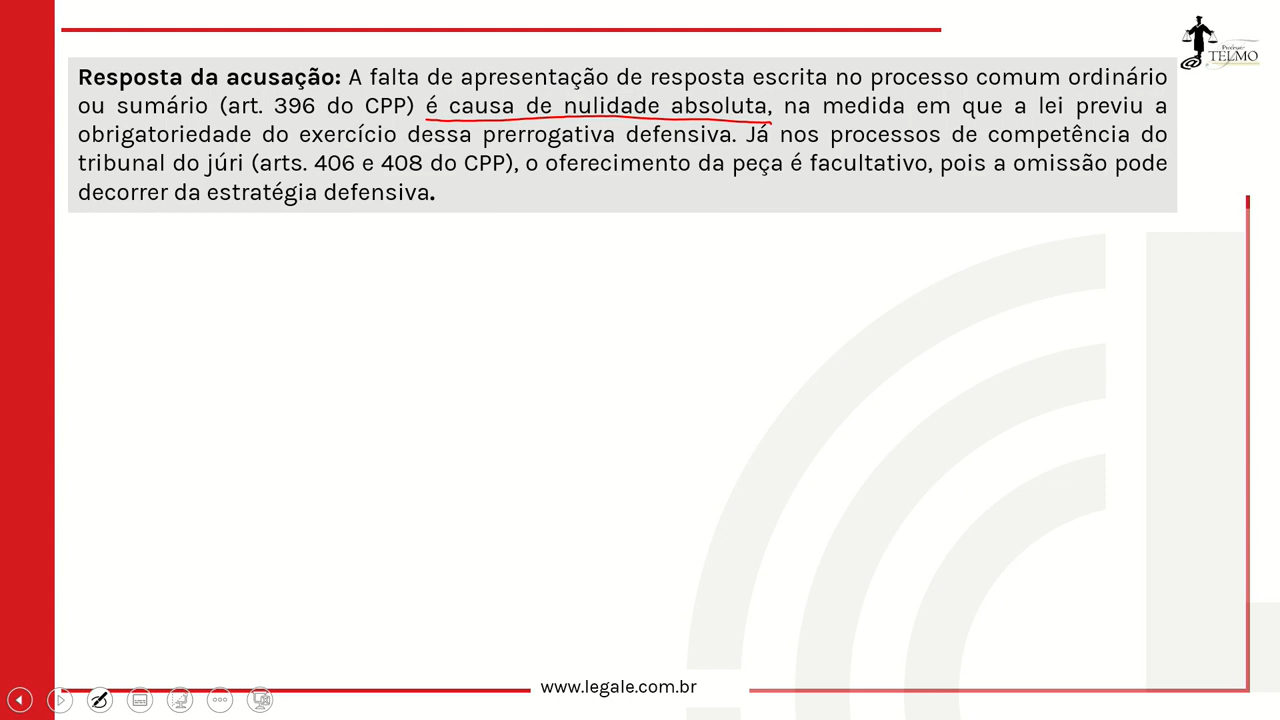 Professor
TELMO
Resposta da acusação: A falta de apresentação de resposta escrita no processo comum ordinário
ou sumário (art. 396 do CPP) é causa de nulidade absoluta, na medida em que a lei previu a
obrigatoriedade do exercício dessa prerrogativa defensiva. Já nos processos de competência do
tribunal do júri (arts. 406 e 408 do CPP), o oferecimento da peça é facultativo, pois a omissão pode
decorrer da estratégia defensiva.
www.legale.com.br